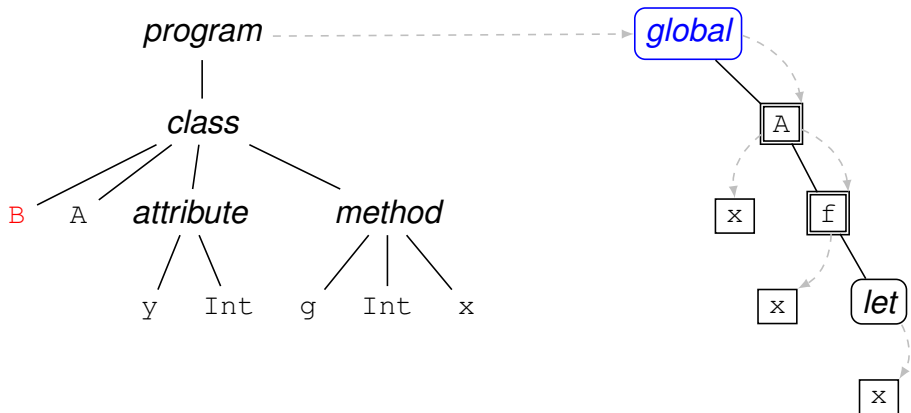 program
global
class
A
B
A
attribute
method
x
f
y
Int
g
Int
x
x
let
x